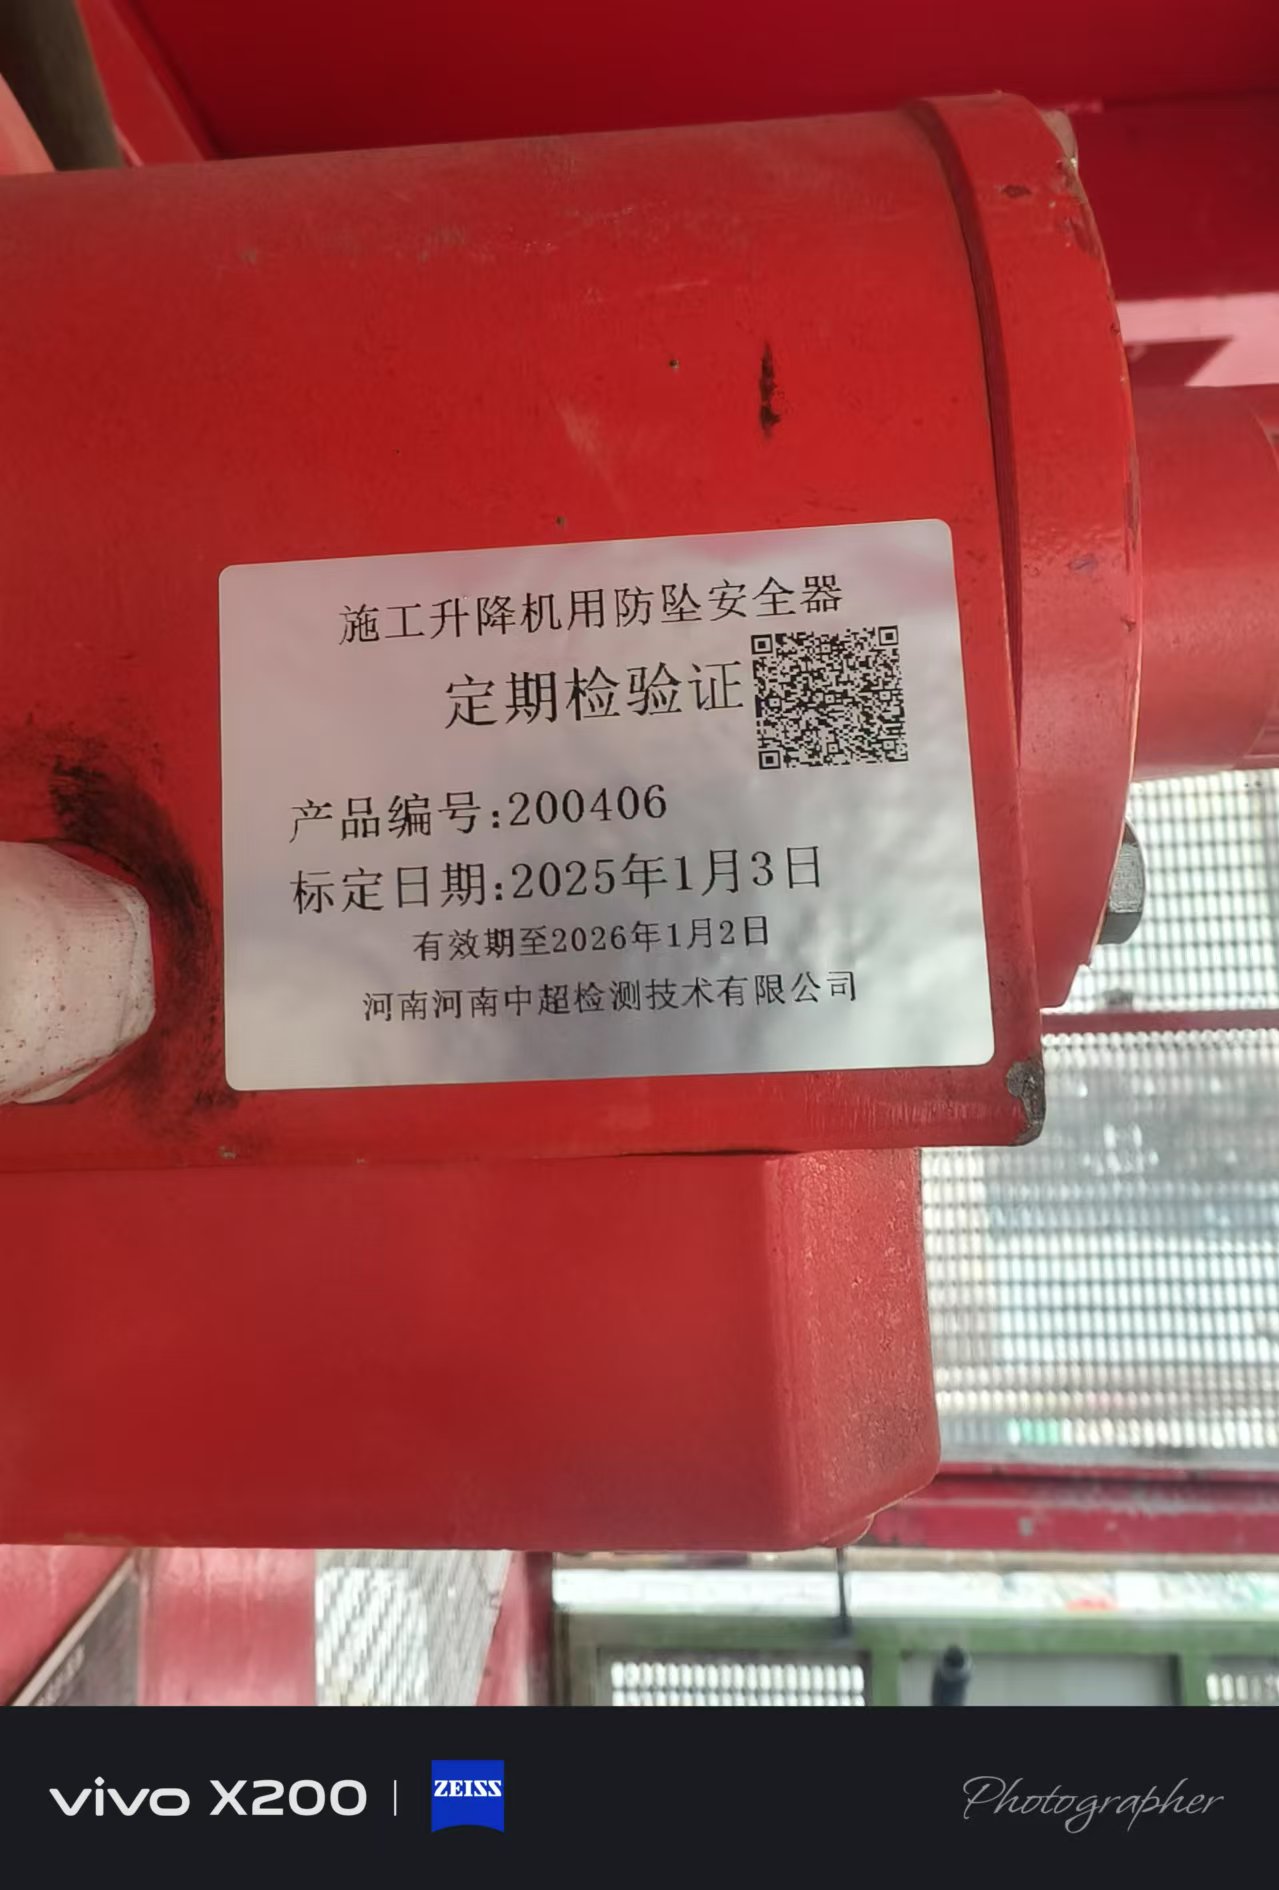 施工升降机用防坠安全器
定期检验证
产品编号:200406
标定日期:2025年1月3日
有效期至2026年1月2日
河南河南中超检测技术有限公司
vivo X200 | ZEISS
Photographer